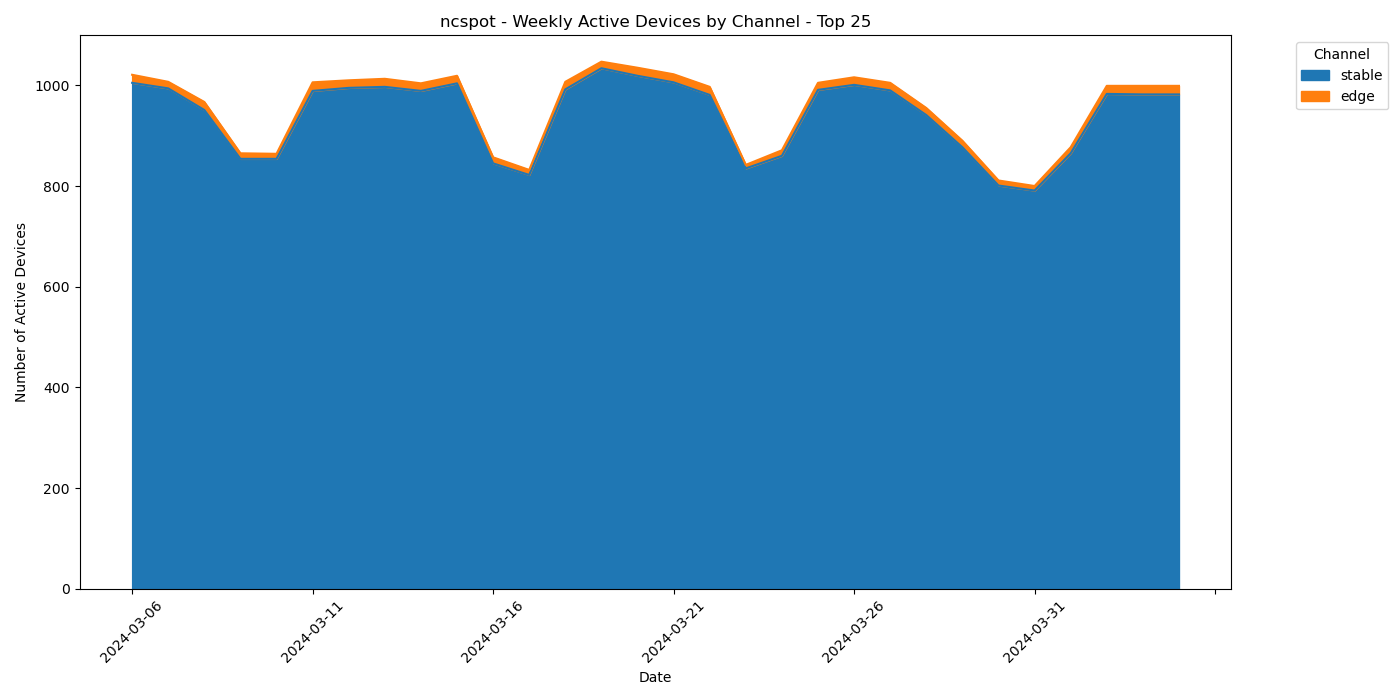 ncspot - Weekly Active Devices by Channel - Top 25
Channel
stable
edge
Number of Active Devices
1000
800
600
400
200
0
2024-03-06
2024-03-11
2024-03-16
2024-03-21
2024-03-26
2024-03-31
Date